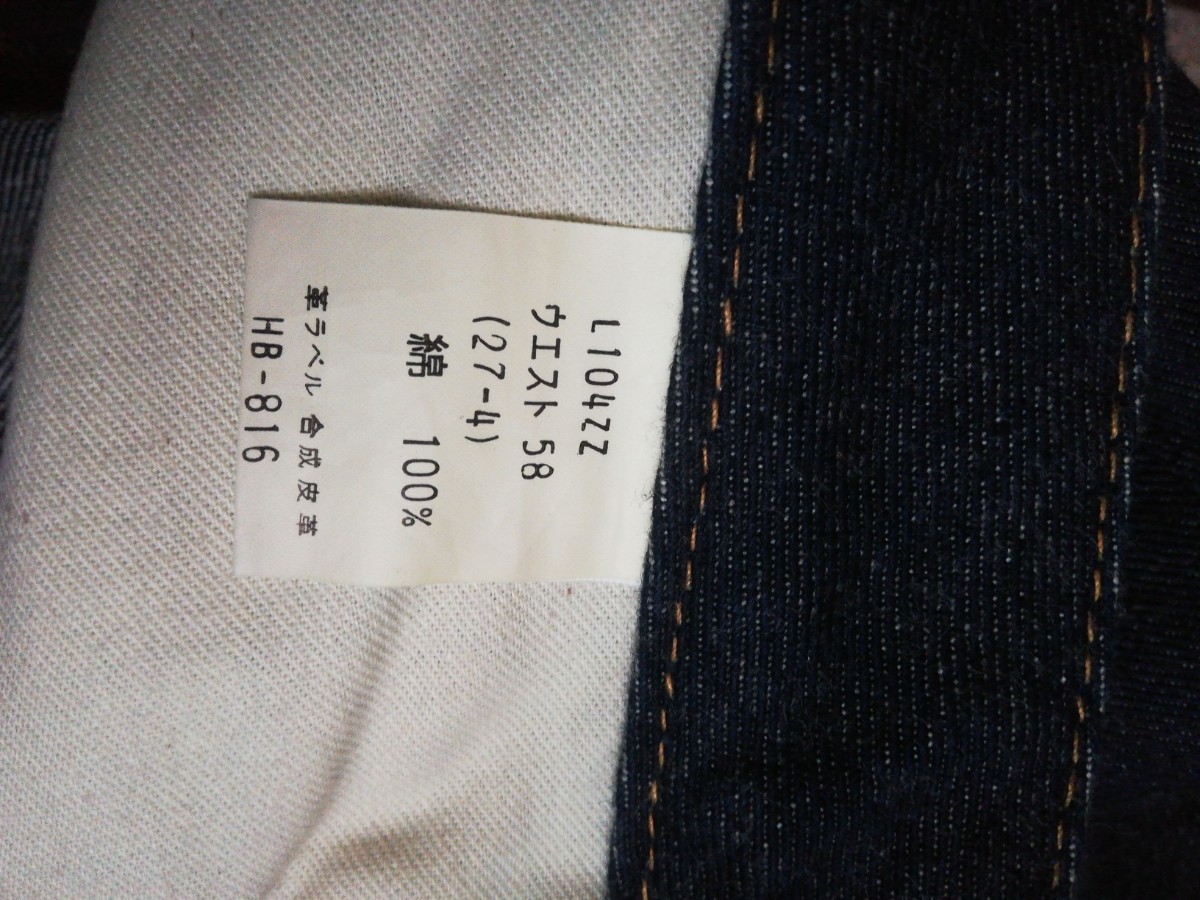 L104ZZ
ウエスト 58
(27-4)
綿 100%
革ラベル 合成皮革
HB-816